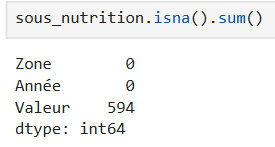 sous_nutrition.isna().sum()
Zone 0
Année 0
Valeur 594
dtype: int64